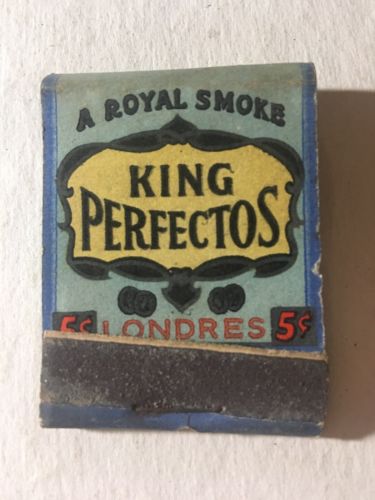 A ROYAL SMOKE
KING
PERFECTOS
5¢ LONDRES 5¢